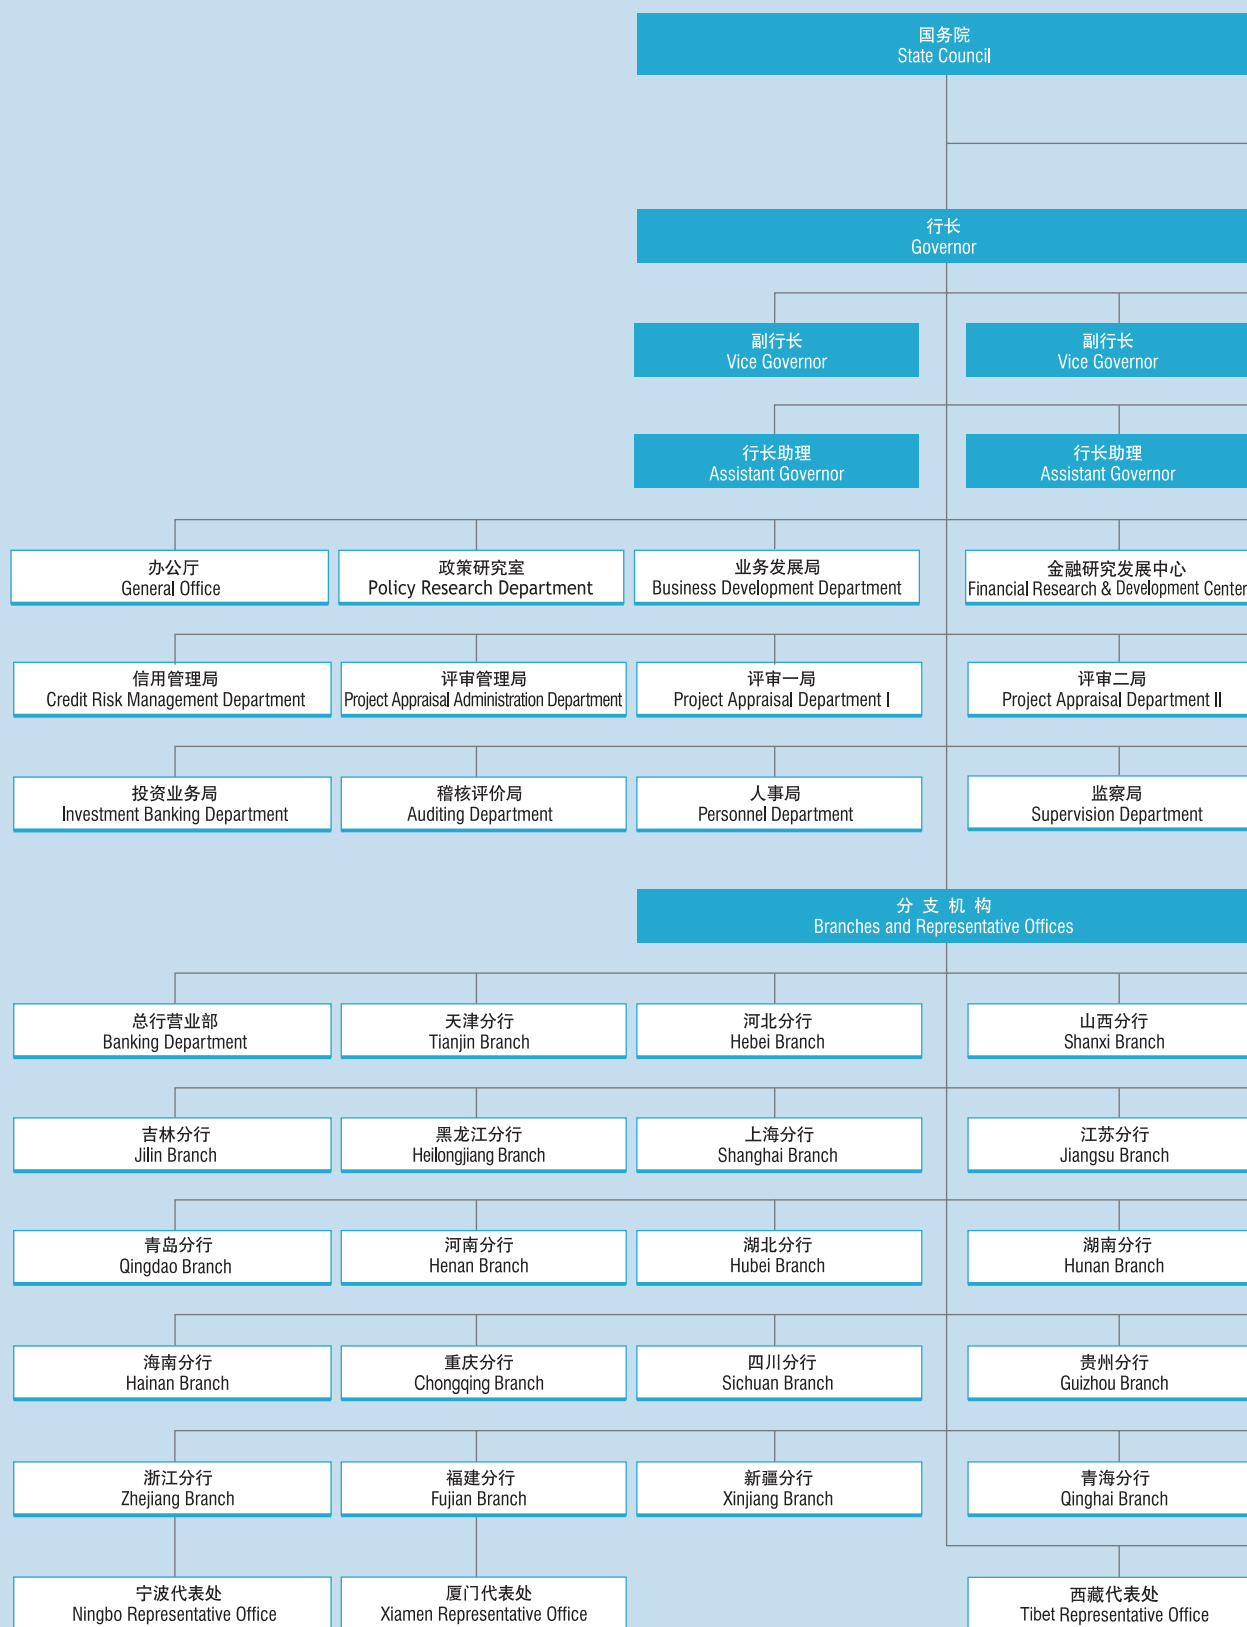 国务院
State Council
行长
Governor
副行长
Vice Governor
副行长
Vice Governor
行长助理
Assistant Governor
行长助理
Assistant Governor
办公厅
General Office
政策研究室
Policy Research Department
业务发展局
Business Development Department
金融研究发展中心
Financial Research & Development Center
信用管理局
Credit Risk Management Department
评审管理局
Project Appraisal Administration Department
评审一局
Project Appraisal Department I
评审二局
Project Appraisal Department II
投资业务局
Investment Banking Department
稽核评价局
Auditing Department
人事局
Personnel Department
监察局
Supervision Department
分支机构
Branches and Representative Offices
总行营业部
Banking Department
天津分行
Tianjin Branch
河北分行
Hebei Branch
山西分行
Shanxi Branch
吉林分行
Jilin Branch
黑龙江分行
Heilongjiang Branch
上海分行
Shanghai Branch
江苏分行
Jiangsu Branch
青岛分行
Qingdao Branch
河南分行
Henan Branch
湖北分行
Hubei Branch
湖南分行
Hunan Branch
海南分行
Hainan Branch
重庆分行
Chongqing Branch
四川分行
Sichuan Branch
贵州分行
Guizhou Branch
浙江分行
Zhejiang Branch
福建分行
Fujian Branch
新疆分行
Xinjiang Branch
青海分行
Qinghai Branch
宁波代表处
Ningbo Representative Office
厦门代表处
Xiamen Representative Office
西藏代表处
Tibet Representative Office